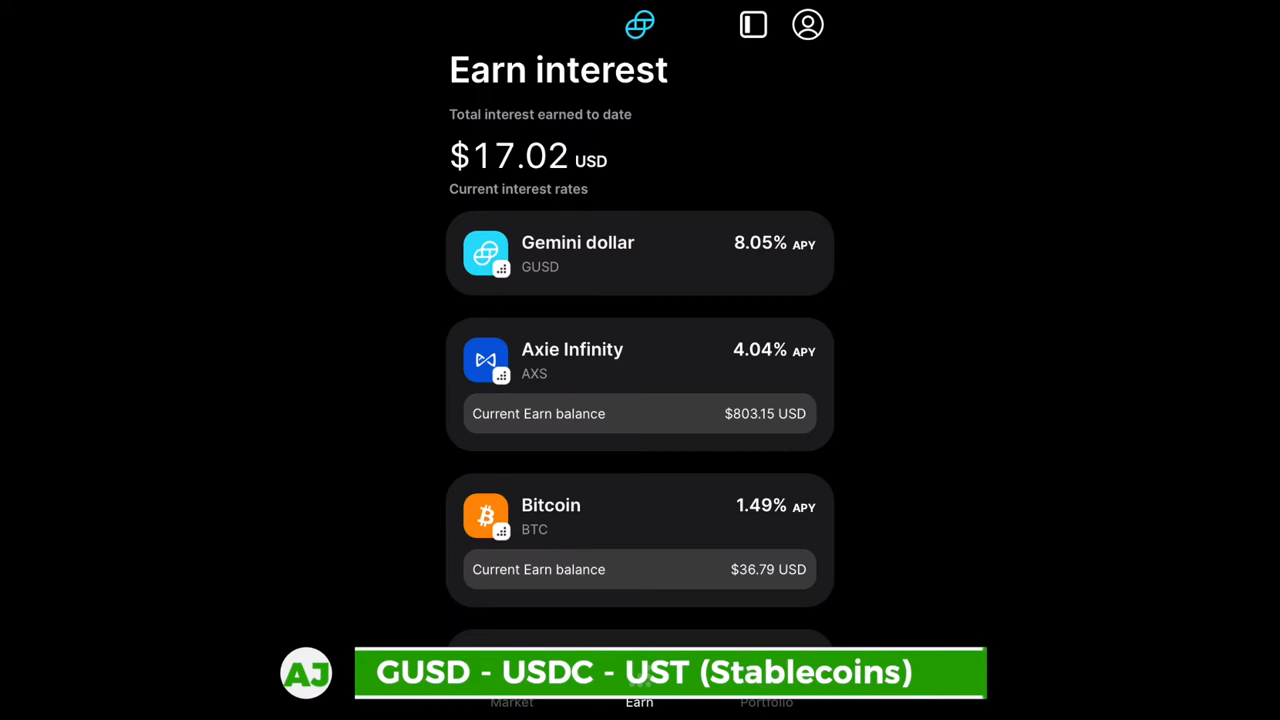 Earn interest
Total interest earned to date
$17.02 USD
Current interest rates
Gemini dollar 8.05% APY
GUSD
Axie Infinity 4.04% APY
AXS
Current Earn balance $803.15 USD
Bitcoin 1.49% APY
BTC
Current Earn balance $36.79 USD
AJ GUSD - USDC - UST (Stablecoins)
Market Earn Portfolio